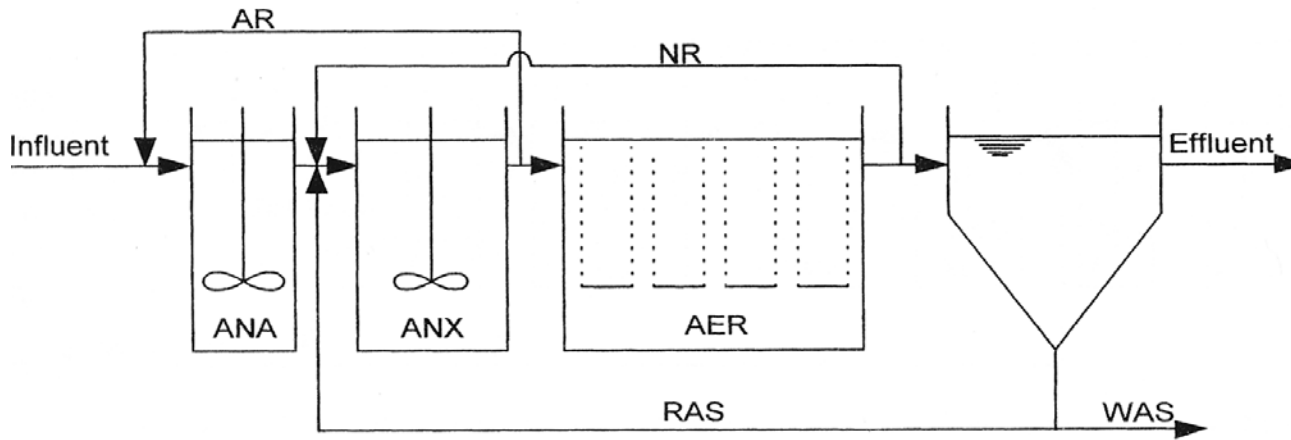 AR
NR
Influent
Effluent
ANA
ANX
AER
RAS
WAS